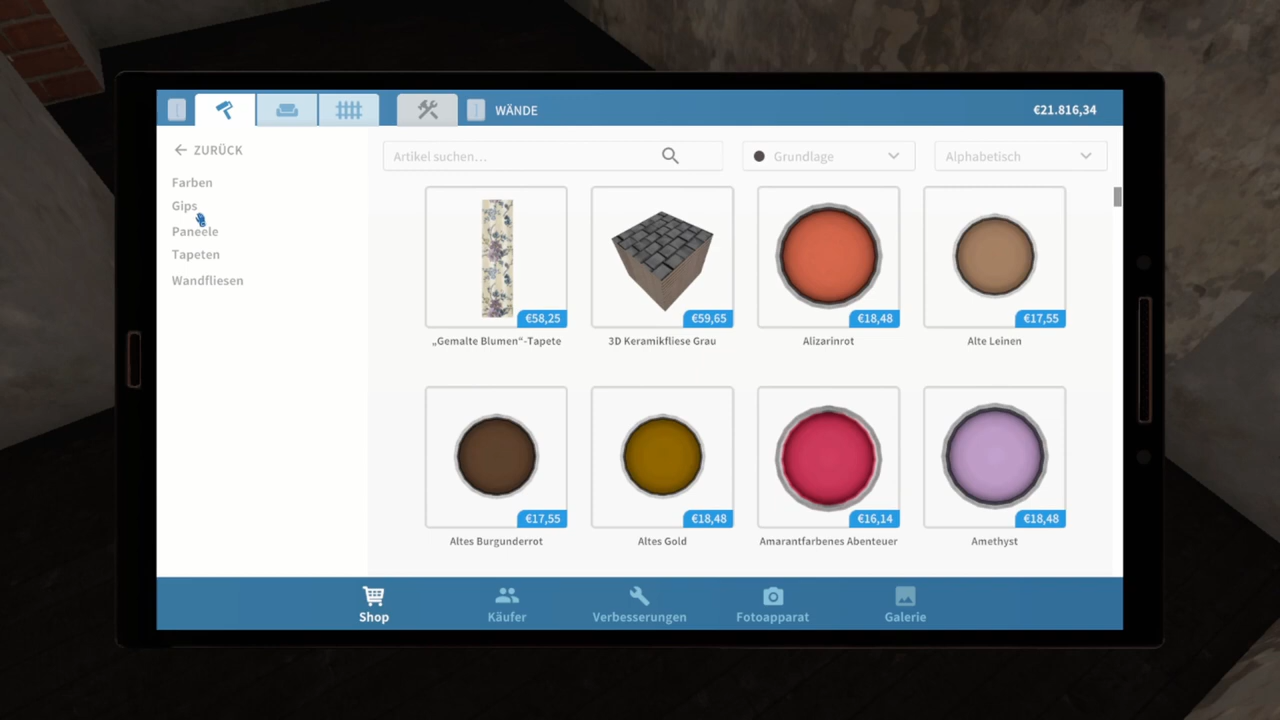 WÄNDE
€21.816,34
ZURÜCK
Farben
Gips
Paneele
Tapeten
Wandfliesen
Artikel suchen...
Grundlage
Alphabetisch
€58,25
€59,65
€18,48
€17,55
„Gemalte Blumen“-Tapete
3D Keramikfliese Grau
Alizarinrot
Alte Leinen
€17,55
€18,48
€16,14
€18,48
Altes Burgunderrot
Altes Gold
Amarantfarbenes Abenteuer
Amethyst
Shop
Käufer
Verbesserungen
Fotoapparat
Galerie